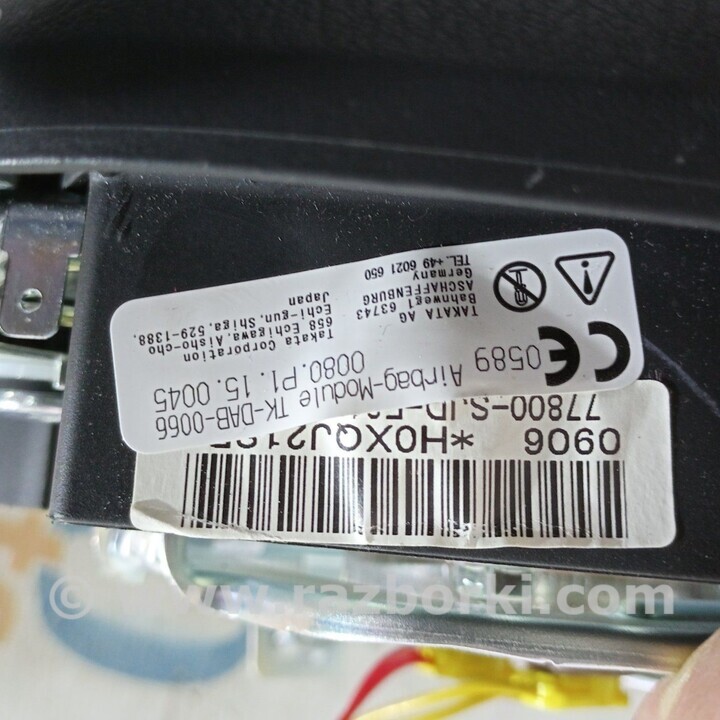 0906 *H0XQJ21S
77800-SJD-
Airbag-Module TK-DAB-0066
0080.P1.15.0045
CE 0589
Takata Corporation
658 Echigawa.Aisho-cho
Echi-gun.Shiga.529-1388.
Japan
TAKATA AG
Bahnweg1 63743
ASCHAFFENBURG
Germany
TEL.+49 6021 650
© www.razborki.com